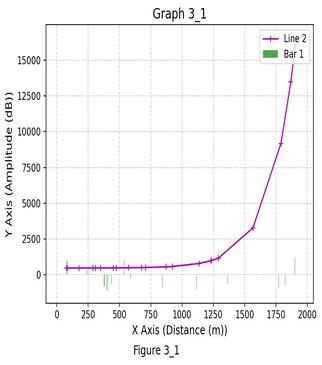 Graph 3_1
Line 2
Bar 1
15000
12500
10000
7500
5000
2500
0
Y Axis (Amplitude (dB))
0 250 500 750 1000 1250 1500 1750 2000
X Axis (Distance (m))
Figure 3_1